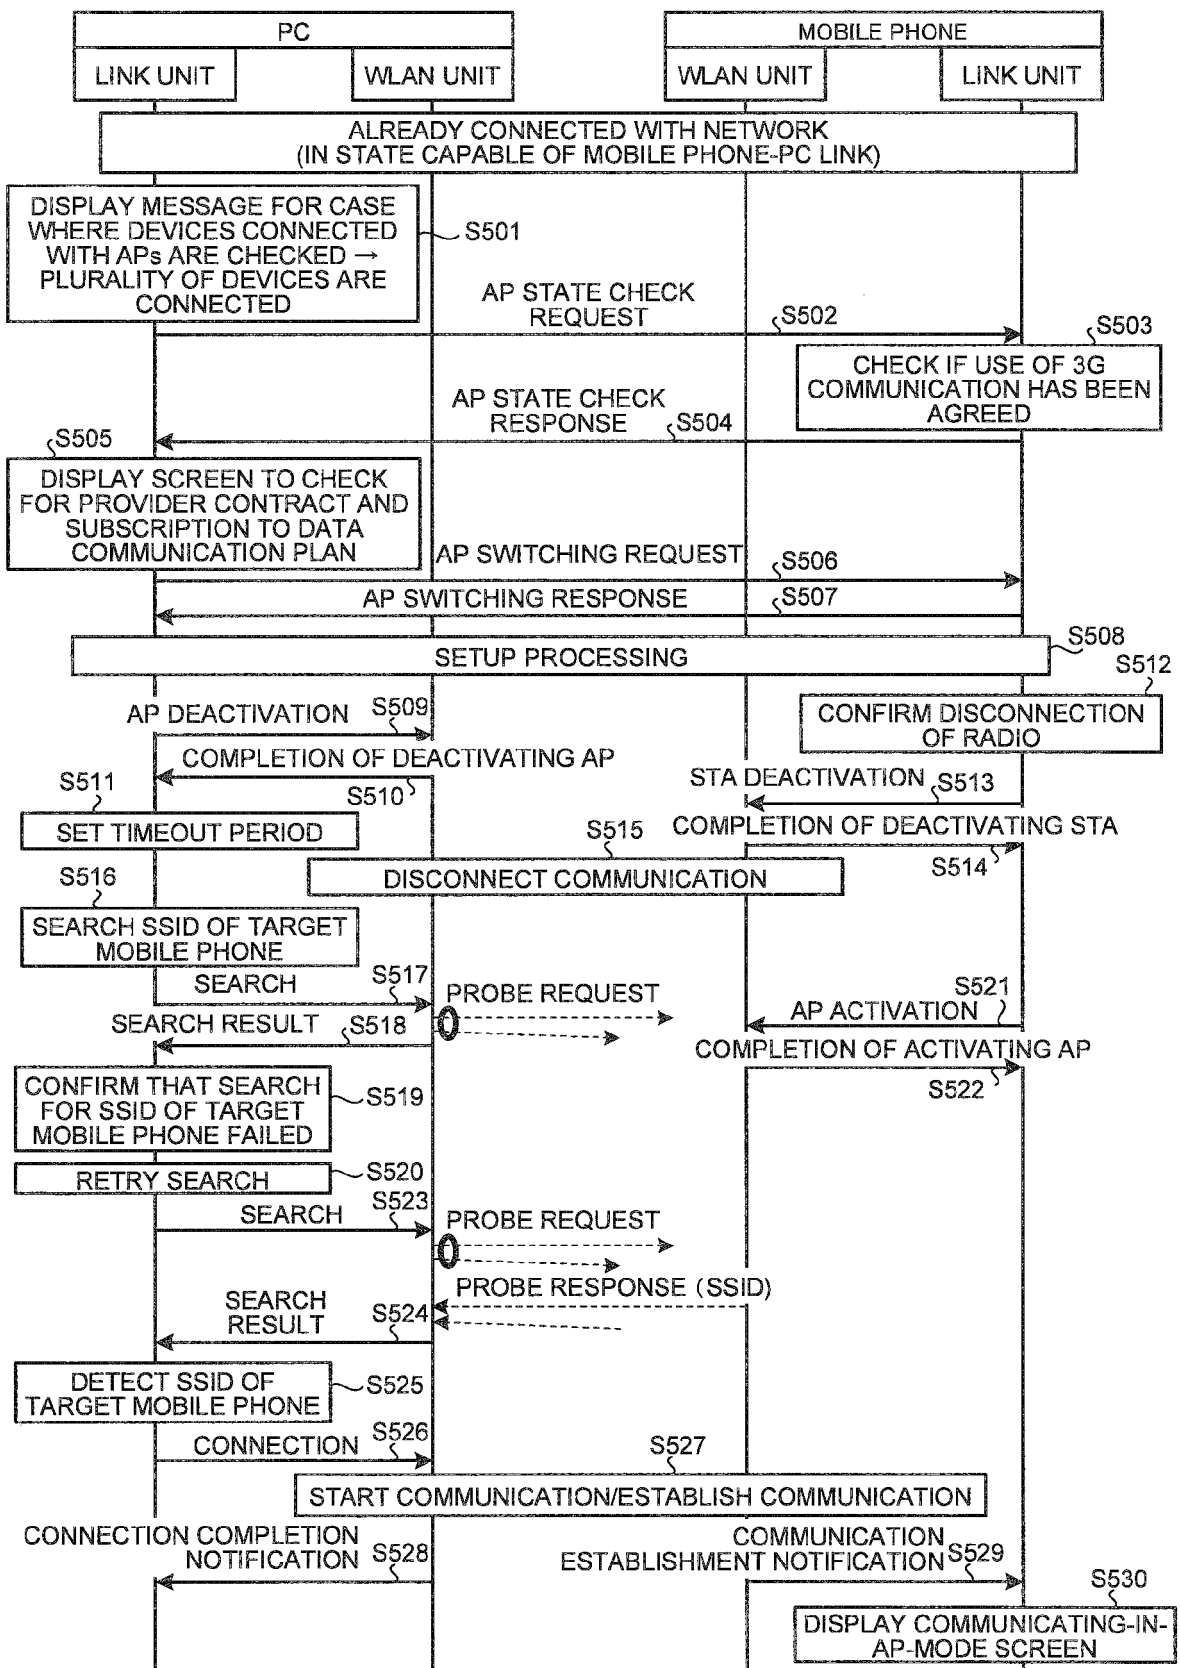 PC
MOBILE PHONE
LINK UNIT
WLAN UNIT
WLAN UNIT
LINK UNIT
ALREADY CONNECTED WITH NETWORK
(IN STATE CAPABLE OF MOBILE PHONE-PC LINK)
DISPLAY MESSAGE FOR CASE
WHERE DEVICES CONNECTED
WITH APs ARE CHECKED →
PLURALITY OF DEVICES ARE
CONNECTED
S501
AP STATE CHECK
REQUEST
S502
S503
CHECK IF USE OF 3G
COMMUNICATION HAS BEEN
AGREED
AP STATE CHECK
RESPONSE
S504
S505
DISPLAY SCREEN TO CHECK
FOR PROVIDER CONTRACT AND
SUBSCRIPTION TO DATA
COMMUNICATION PLAN
AP SWITCHING REQUEST
S506
AP SWITCHING RESPONSE
S507
SETUP PROCESSING
S508
S512
CONFIRM DISCONNECTION
OF RADIO
AP DEACTIVATION
S509
COMPLETION OF DEACTIVATING AP
S510
STA DEACTIVATION
S513
S511
SET TIMEOUT PERIOD
COMPLETION OF DEACTIVATING STA
S514
S515
DISCONNECT COMMUNICATION
S516
SEARCH SSID OF TARGET
MOBILE PHONE
SEARCH
S517
PROBE REQUEST
S521
AP ACTIVATION
SEARCH RESULT
S518
COMPLETION OF ACTIVATING AP
S522
CONFIRM THAT SEARCH
FOR SSID OF TARGET
MOBILE PHONE FAILED
S519
RETRY SEARCH
S520
SEARCH
S523
PROBE REQUEST
PROBE RESPONSE (SSID)
SEARCH
RESULT
S524
DETECT SSID OF
TARGET MOBILE PHONE
S525
CONNECTION
S526
S527
START COMMUNICATION/ESTABLISH COMMUNICATION
CONNECTION COMPLETION
NOTIFICATION
S528
COMMUNICATION
ESTABLISHMENT NOTIFICATION
S529
S530
DISPLAY COMMUNICATING-IN-
AP-MODE SCREEN